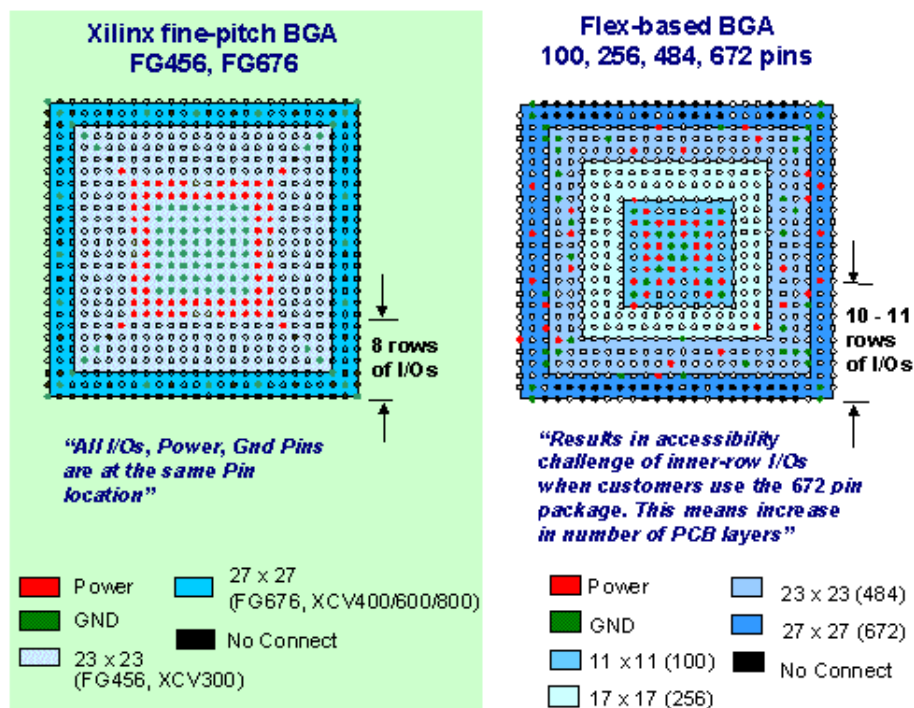 Xilinx fine-pitch BGA
FG456, FG676
8 rows
of I/Os
“All I/Os, Power, Gnd Pins
are at the same Pin
location”
Power
GND
23 x 23
(FG456, XCV300)
27 x 27
(FG676, XCV400/600/800)
No Connect
Flex-based BGA
100, 256, 484, 672 pins
10 - 11
rows
of I/Os
“Results in accessibility
challenge of inner-row I/Os
when customers use the 672 pin
package. This means increase
in number of PCB layers”
Power
GND
11 x 11 (100)
17 x 17 (256)
23 x 23 (484)
27 x 27 (672)
No Connect